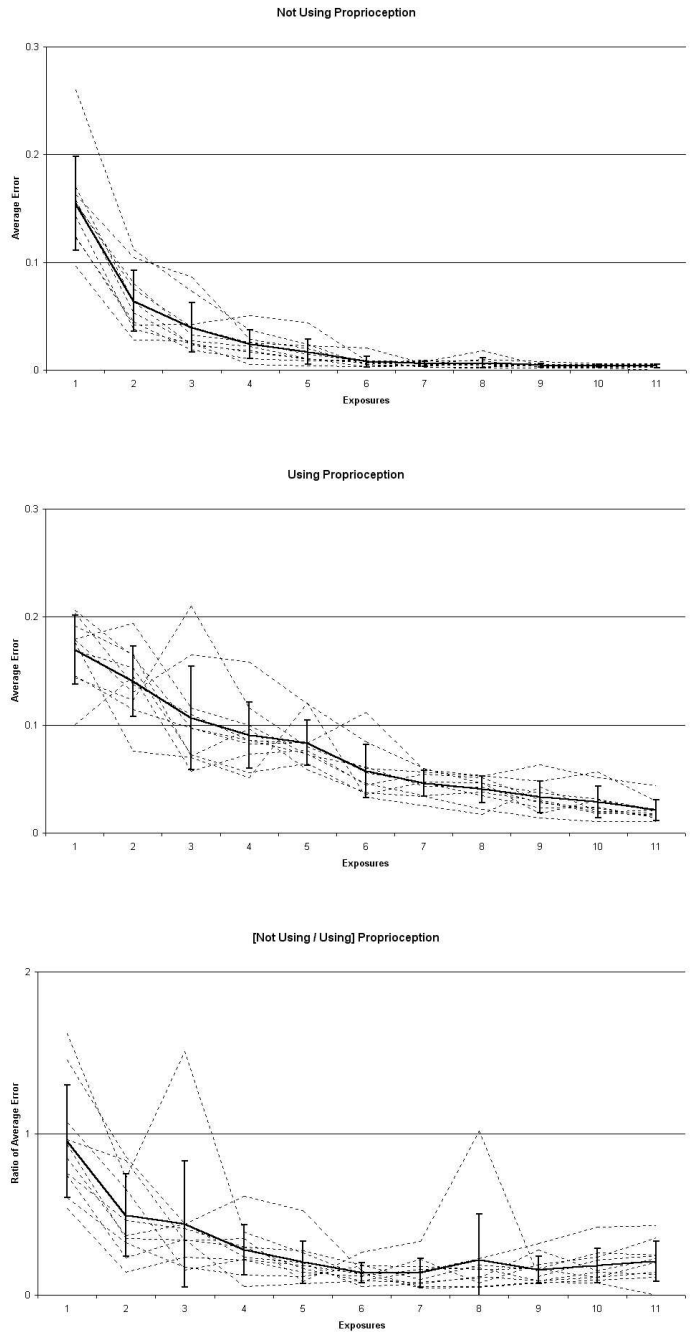 Not Using Proprioception
0.3
0.2
0.1
0
Average Error
1 2 3 4 5 6 7 8 9 10 11
Exposures
Using Proprioception
0.3
0.2
0.1
0
Average Error
1 2 3 4 5 6 7 8 9 10 11
Exposures
[Not Using / Using] Proprioception
2
1
0
Ratio of Average Error
1 2 3 4 5 6 7 8 9 10 11
Exposures